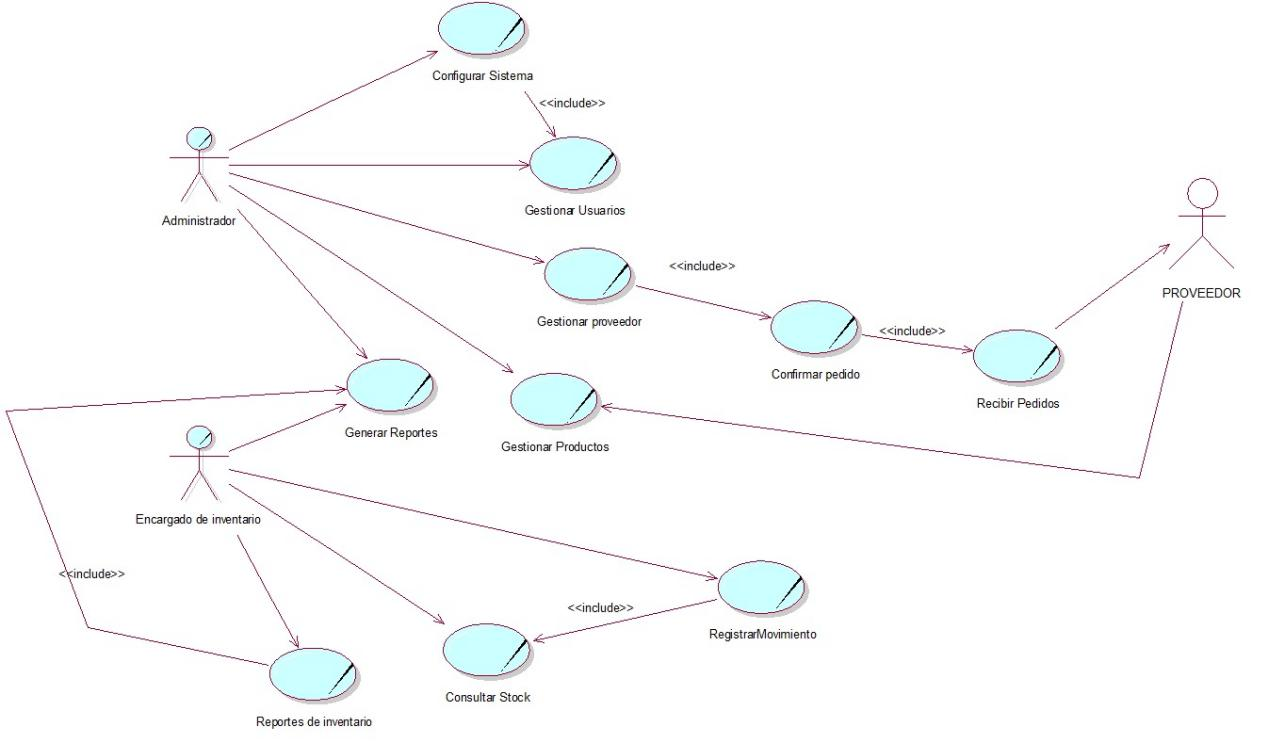 Configurar Sistema
<<include>>
Gestionar Usuarios
Administrador
<<include>>
PROVEEDOR
Gestionar proveedor
<<include>>
Confirmar pedido
Recibir Pedidos
Generar Reportes
Gestionar Productos
Encargado de inventario
<<include>>
<<include>>
RegistrarMovimiento
Consultar Stock
Reportes de inventario